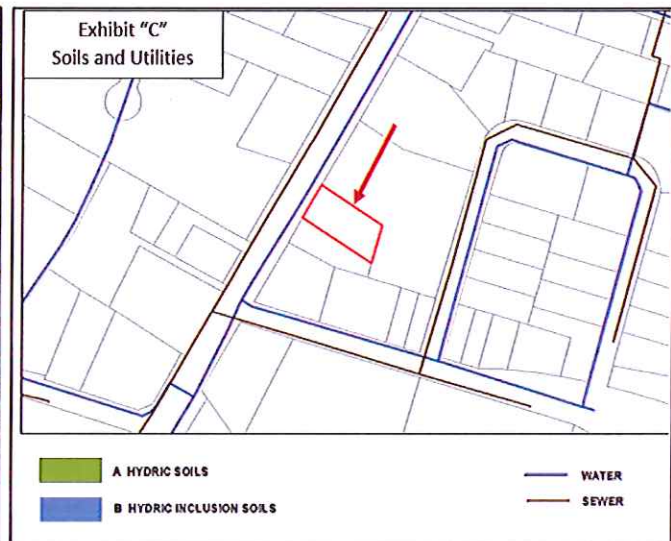 Exhibit “C”
Soils and Utilities
A HYDRIC SOILS
B HYDRIC INCLUSION SOILS
WATER
SEWER